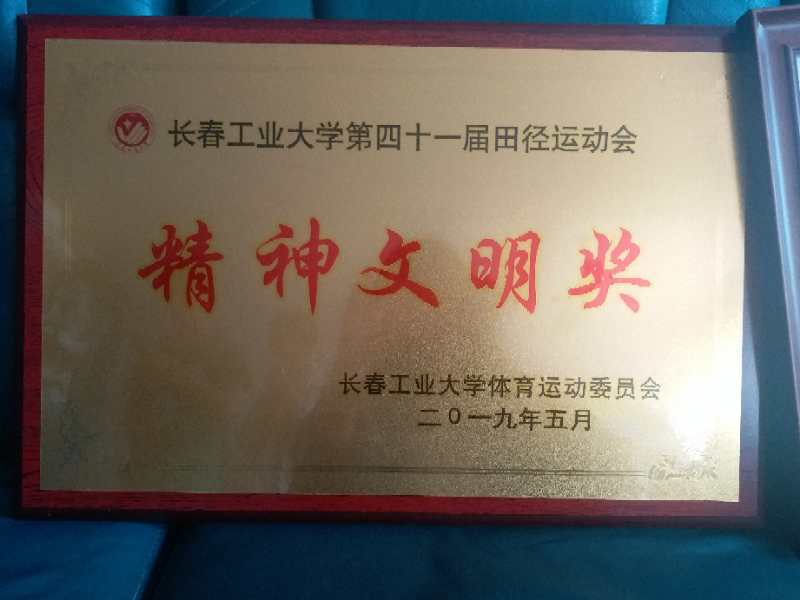 长春工业大学第四十一届田径运动会
精神文明奖
长春工业大学体育运动委员会
二0一九年五月